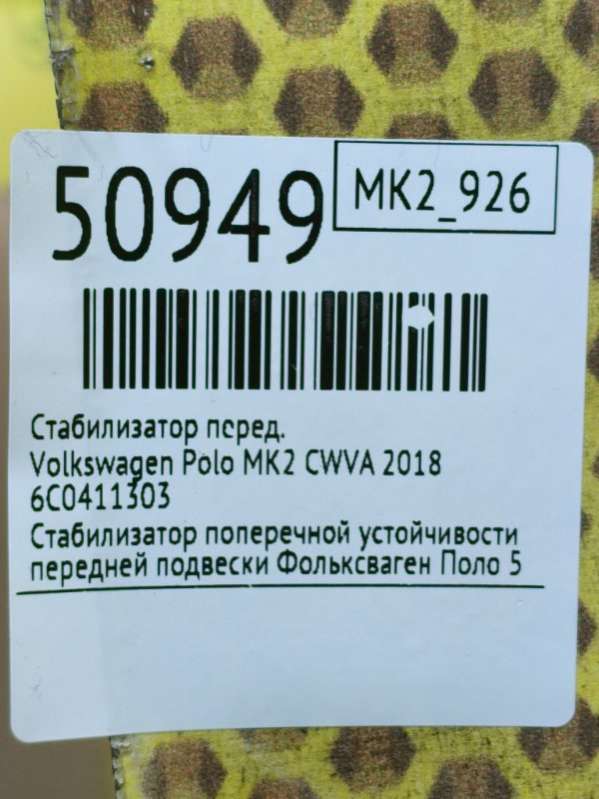 50949
MK2_926
Стабилизатор перед.
Volkswagen Polo MK2 CWVA 2018
6C0411303
Стабилизатор поперечной устойчивости
передней подвески Фольксваген Поло 5